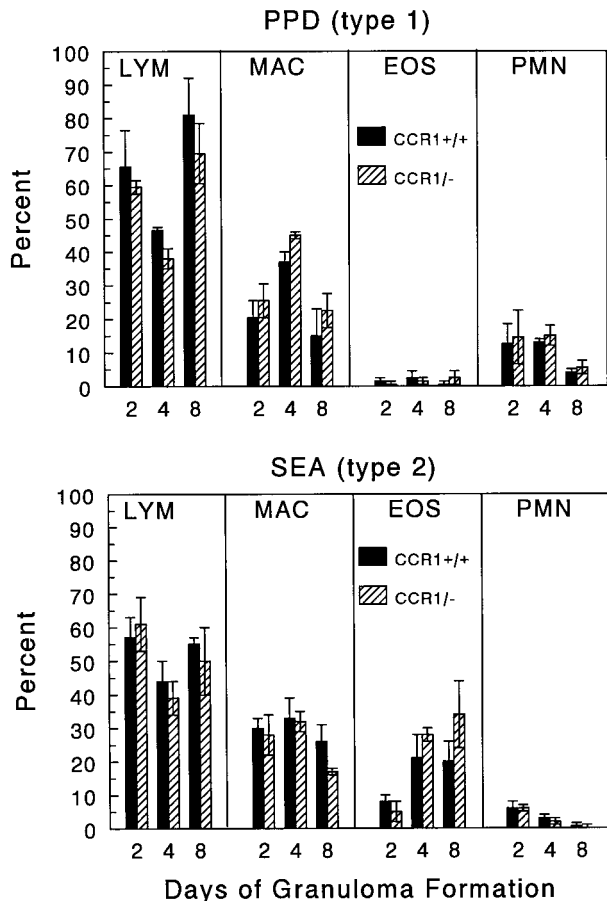 PPD (type 1)
100
90
80
70
60
50
40
30
20
10
0
Percent
LYM MAC EOS PMN
CCR1+/+
CCR1/-
2 4 8 2 4 8 2 4 8 2 4 8
SEA (type 2)
100
90
80
70
60
50
40
30
20
10
0
Percent
LYM MAC EOS PMN
CCR1+/+
CCR1/-
2 4 8 2 4 8 2 4 8 2 4 8
Days of Granuloma Formation